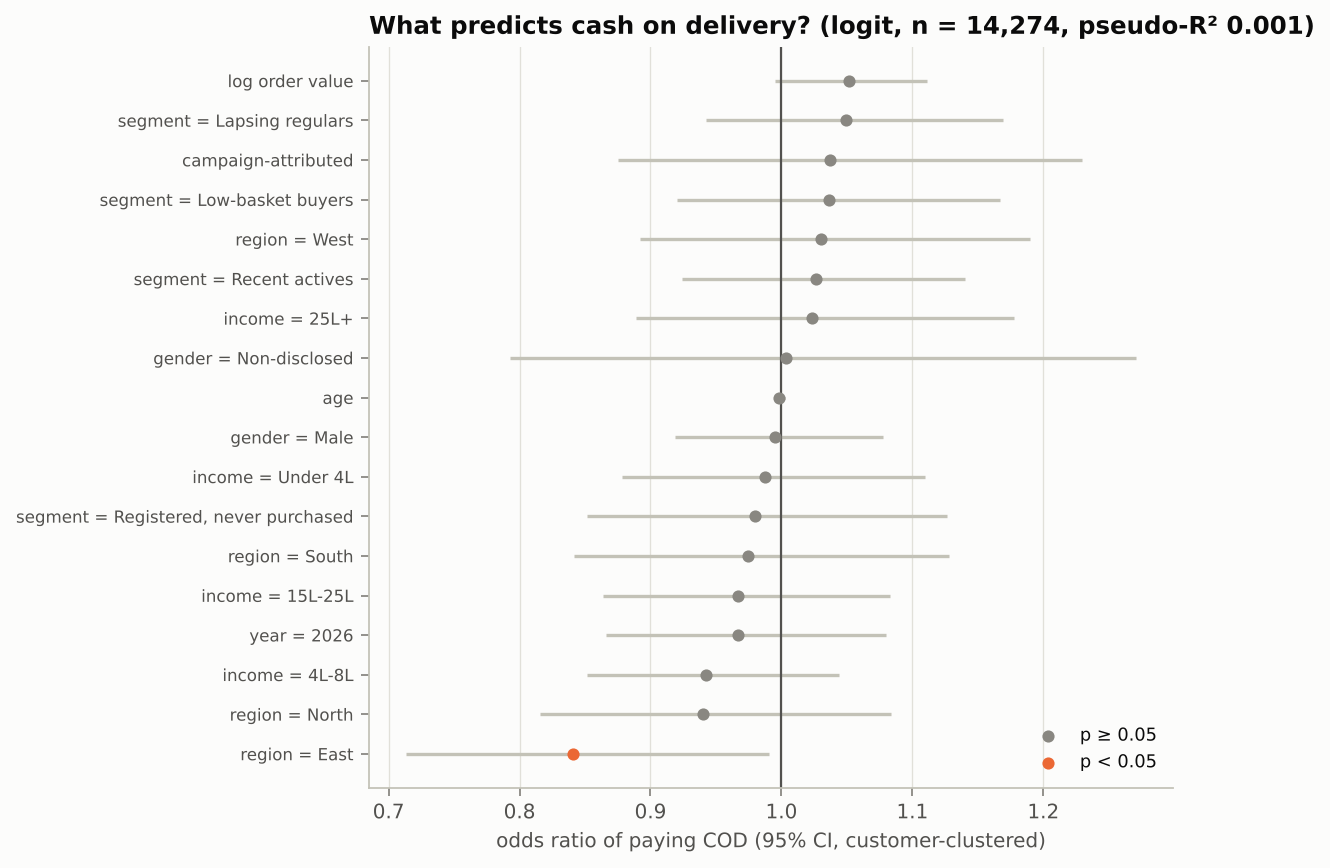 What predicts cash on delivery? (logit, n = 14,274, pseudo-R² 0.001)
log order value
segment = Lapsing regulars
campaign-attributed
segment = Low-basket buyers
region = West
segment = Recent actives
income = 25L+
gender = Non-disclosed
age
gender = Male
income = Under 4L
segment = Registered, never purchased
region = South
income = 15L-25L
year = 2026
income = 4L-8L
region = North
region = East
p ≥ 0.05
p < 0.05
0.7 0.8 0.9 1.0 1.1 1.2
odds ratio of paying COD (95% CI, customer-clustered)